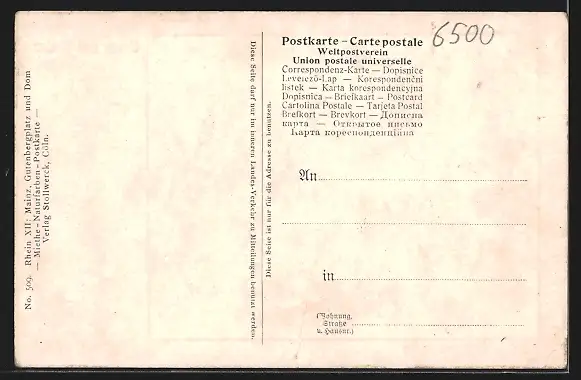 No. 509. Rhein XII: Mainz, Gutenbergplatz und Dom
— Miethe-Naturfarben-Postkarte —
Verlag Stollwerck, Cöln.
Diese Seite darf nur im inneren Landes-Verkehr zu Mitteilungen benutzt werden.
Diese Seite ist nur für die Adresse zu benutzen.
6500
Postkarte – Carte postale
Weltpostverein
Union postale universelle
Correspondenz-Karte — Dopisnice
Levelező-Lap — Korespondenční
lístek — Karta korespondencyjna
Dopisnica — Briefkaart — Postcard
Cartolina Postale — Tarjeta Postal
Brefkort — Brevkort — Дописна
карта — Открытое письмо
Карта кореспонденційна
An
in
(Wohnung,
Straße
u. Hausnr.)